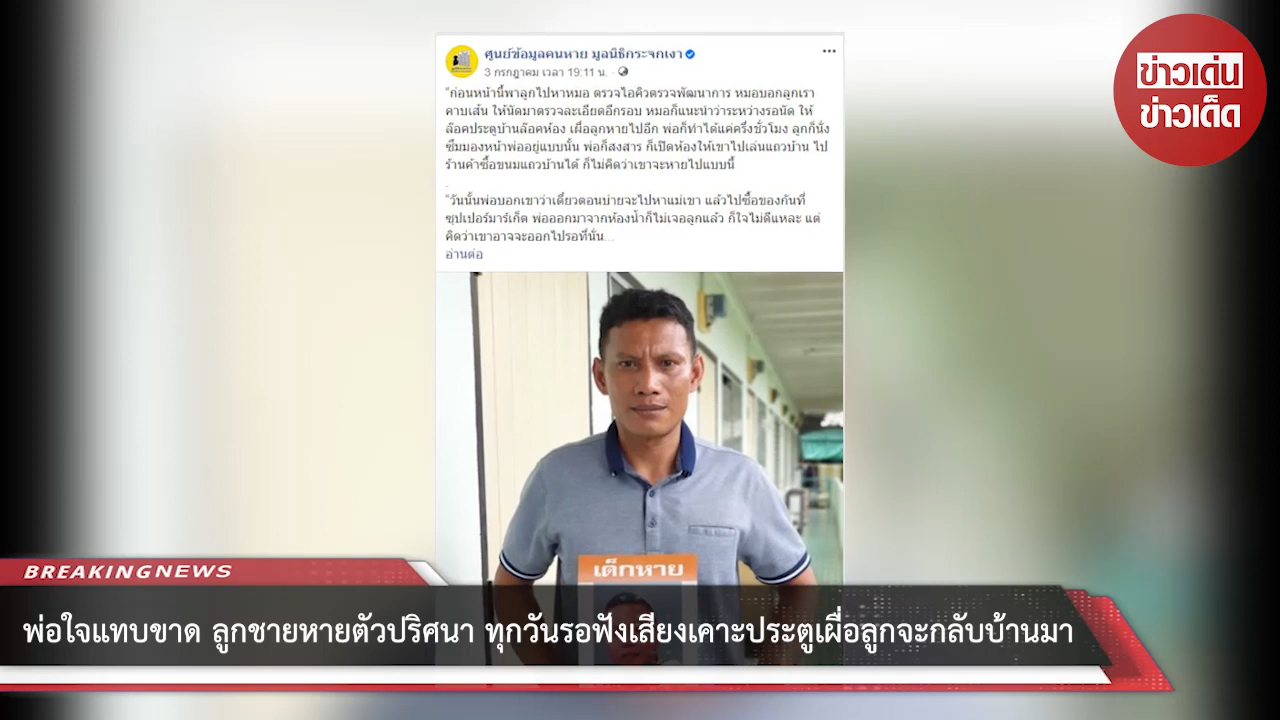 ศูนย์ข้อมูลคนหาย มูลนิธิกระจกเงา
3 กรกฎาคม เวลา 19:11 น. ·
"ก่อนหน้านี้พาลูกไปหาหมอ ตรวจไอคิวตรวจพัฒนาการ หมอบอกลูกเรา
คาบเส้น ให้นัดมาตรวจละเอียดอีกรอบ หมอก็แนะนำว่าระหว่างรอนัด ให้
ล๊อคประตูบ้านล๊อคห้อง เผื่อลูกหายไปอีก พ่อก็ทำได้แค่ครึ่งชั่วโมง ลูกก็นั่ง
ซึมมองหน้าพ่ออยู่แบบนั้น พ่อก็สงสาร ก็เปิดห้องให้เขาไปเล่นแถวบ้าน ไป
ร้านค้าซื้อขนมแถวบ้านได้ ก็ไม่คิดว่าเขาจะหายไปแบบนี้
.
"วันนั้นพ่อบอกเขาว่าเดี๋ยวตอนบ่ายจะไปหาแม่เขา แล้วไปซื้อของกันที่
ซุปเปอร์มาร์เก็ต พ่อออกมาจากห้องน้ำก็ไม่เจอลูกแล้ว ก็ใจไม่ดีแหละ แต่
คิดว่าเขาอาจจะออกไปรอที่นั่น...
อ่านต่อ
ข่าวเด่น
ข่าวเด็ด
เด็กหาย
BREAKINGNEWS
พ่อใจแทบขาด ลูกชายหายตัวปริศนา ทุกวันรอฟังเสียงเคาะประตูเผื่อลูกจะกลับบ้านมา